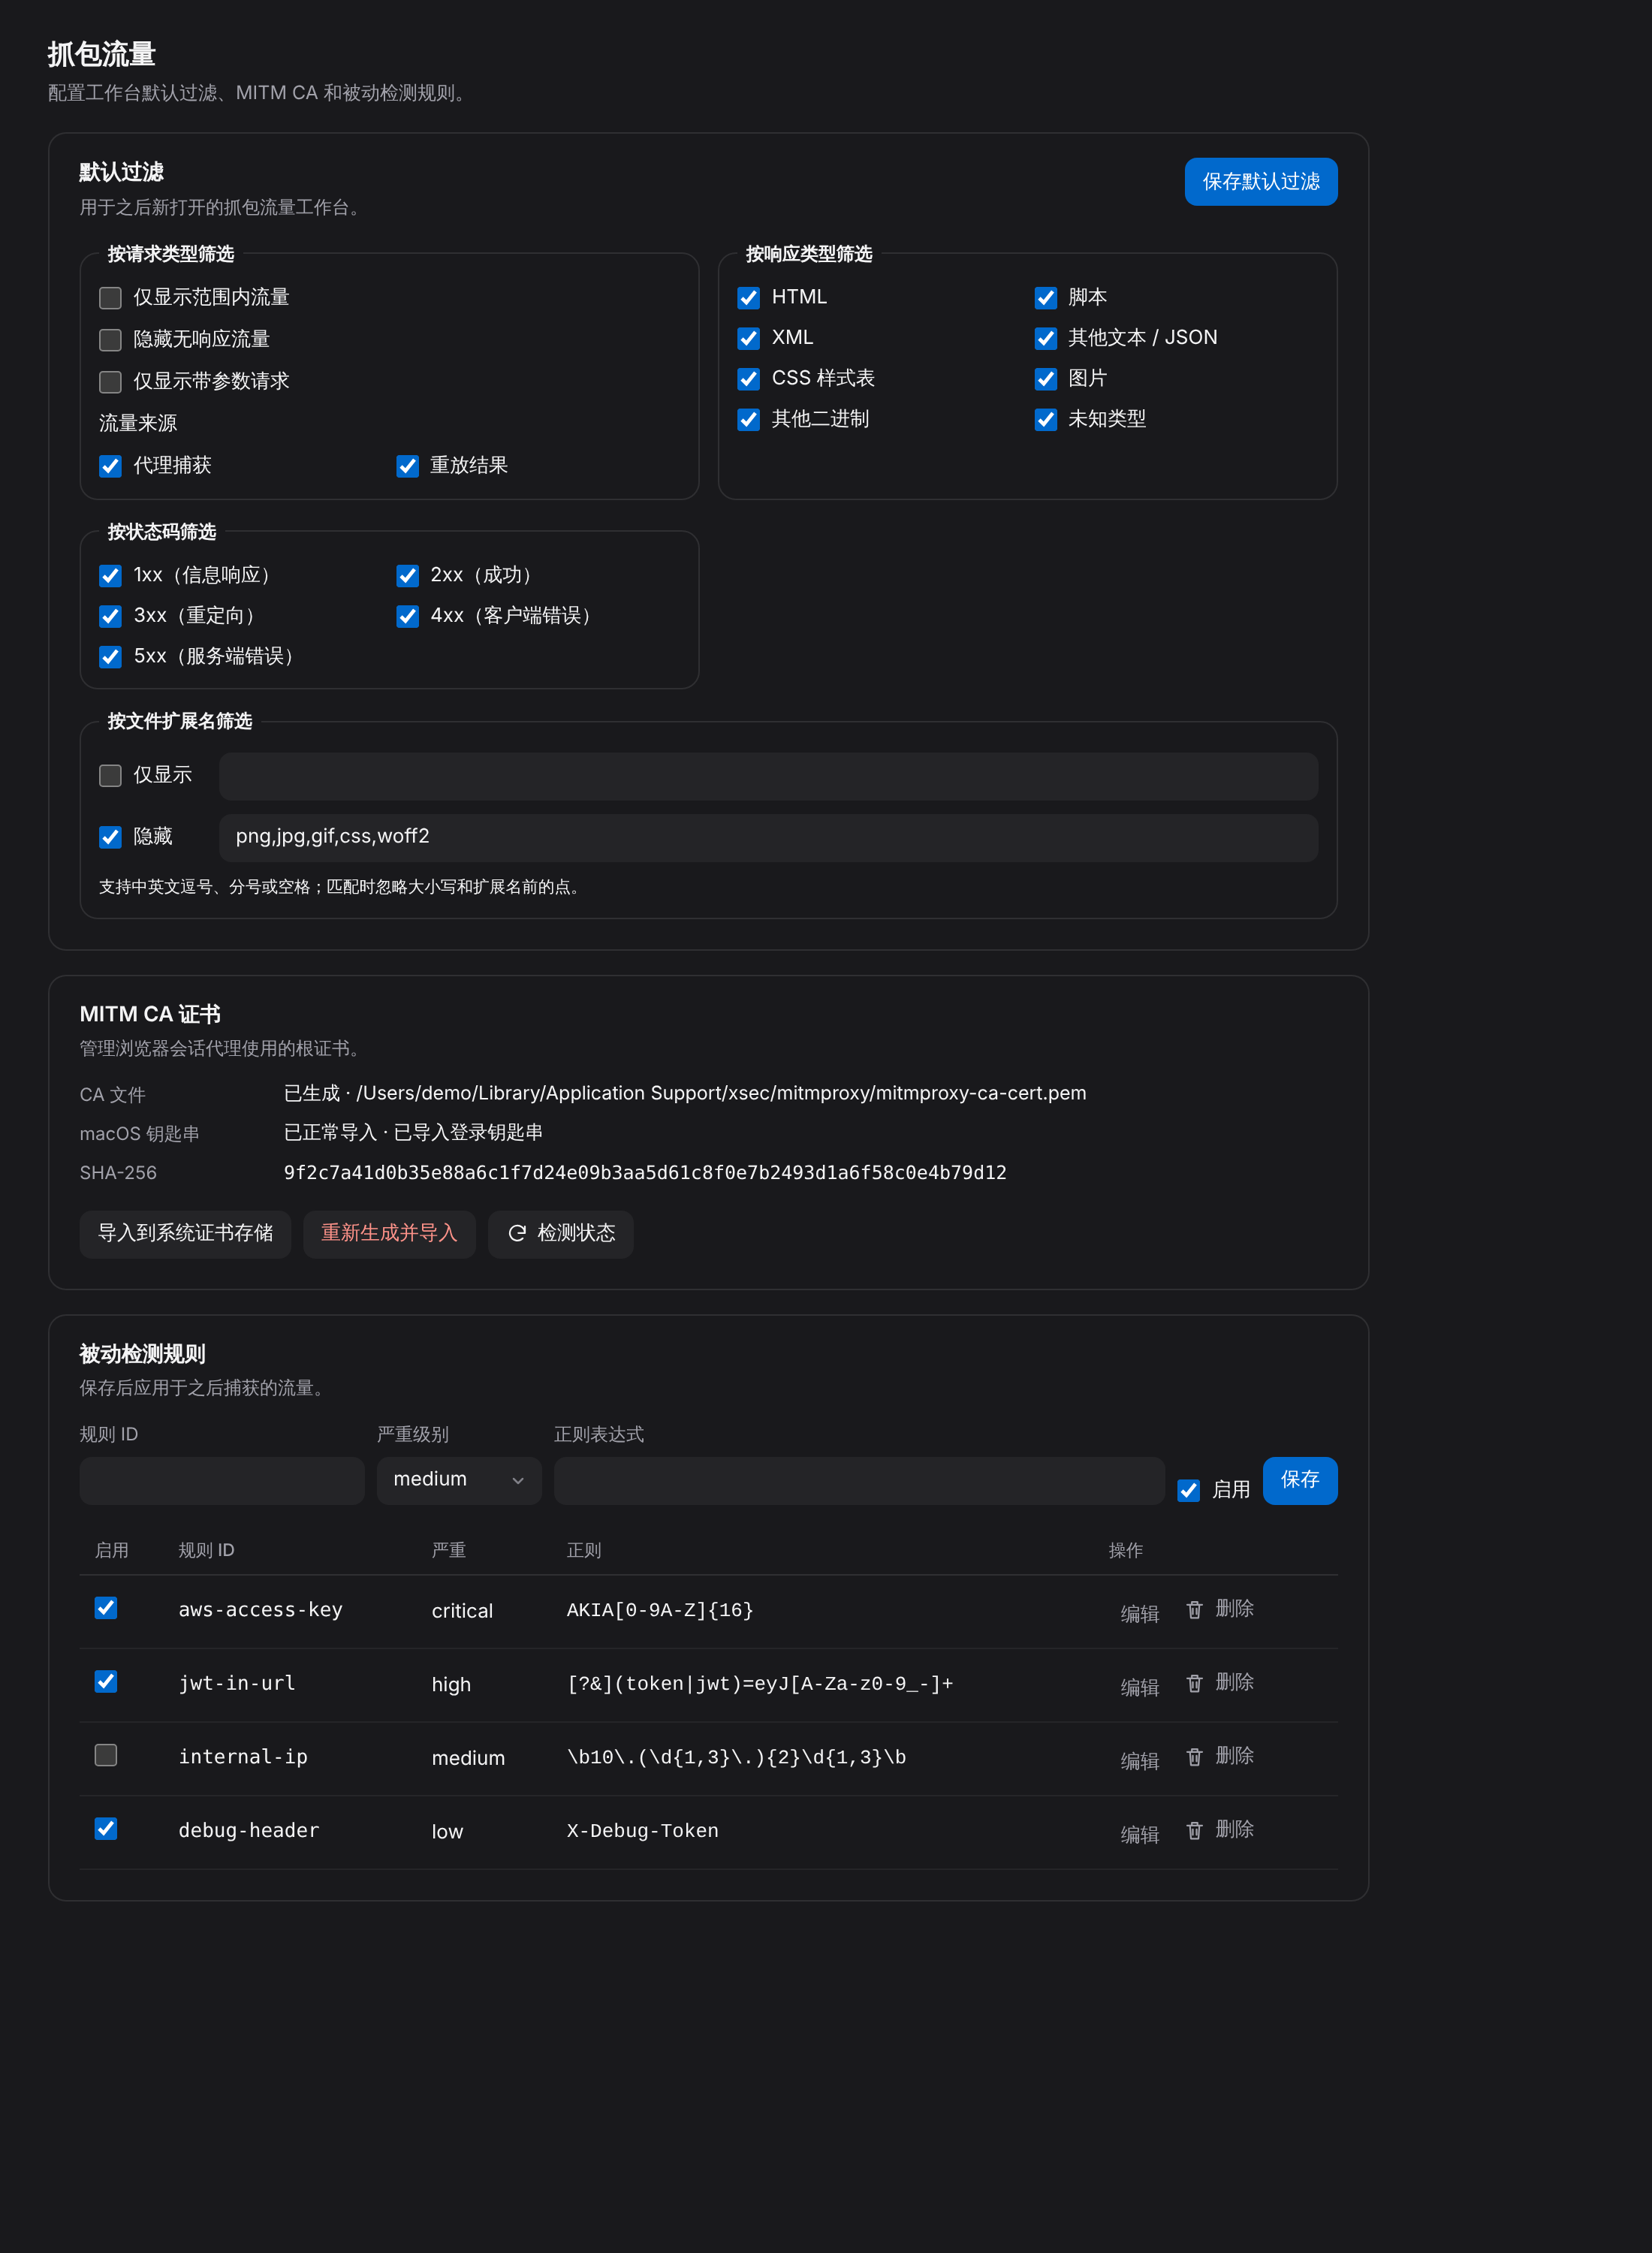 抓包流量
配置工作台默认过滤、MITM CA 和被动检测规则。
默认过滤
保存默认过滤
用于之后新打开的抓包流量工作台。
按请求类型筛选
仅显示范围内流量
隐藏无响应流量
仅显示带参数请求
流量来源
代理捕获 重放结果
按响应类型筛选
HTML 脚本
XML 其他文本 / JSON
CSS 样式表 图片
其他二进制 未知类型
按状态码筛选
1xx（信息响应） 2xx（成功）
3xx（重定向） 4xx（客户端错误）
5xx（服务端错误）
按文件扩展名筛选
仅显示
隐藏 png,jpg,gif,css,woff2
支持中英文逗号、分号或空格；匹配时忽略大小写和扩展名前的点。
MITM CA 证书
管理浏览器会话代理使用的根证书。
CA 文件 已生成 · /Users/demo/Library/Application Support/xsec/mitmproxy/mitmproxy-ca-cert.pem
macOS 钥匙串 已正常导入 · 已导入登录钥匙串
SHA-256 9f2c7a41d0b35e88a6c1f7d24e09b3aa5d61c8f0e7b2493d1a6f58c0e4b79d12
导入到系统证书存储 重新生成并导入 检测状态
被动检测规则
保存后应用于之后捕获的流量。
规则 ID 严重级别 正则表达式
medium 启用 保存
启用 规则 ID 严重 正则 操作
aws-access-key critical AKIA[0-9A-Z]{16} 编辑 删除
jwt-in-url high [?&](token|jwt)=eyJ[A-Za-z0-9_-]+ 编辑 删除
internal-ip medium \b10\.(\d{1,3}\.){2}\d{1,3}\b 编辑 删除
debug-header low X-Debug-Token 编辑 删除